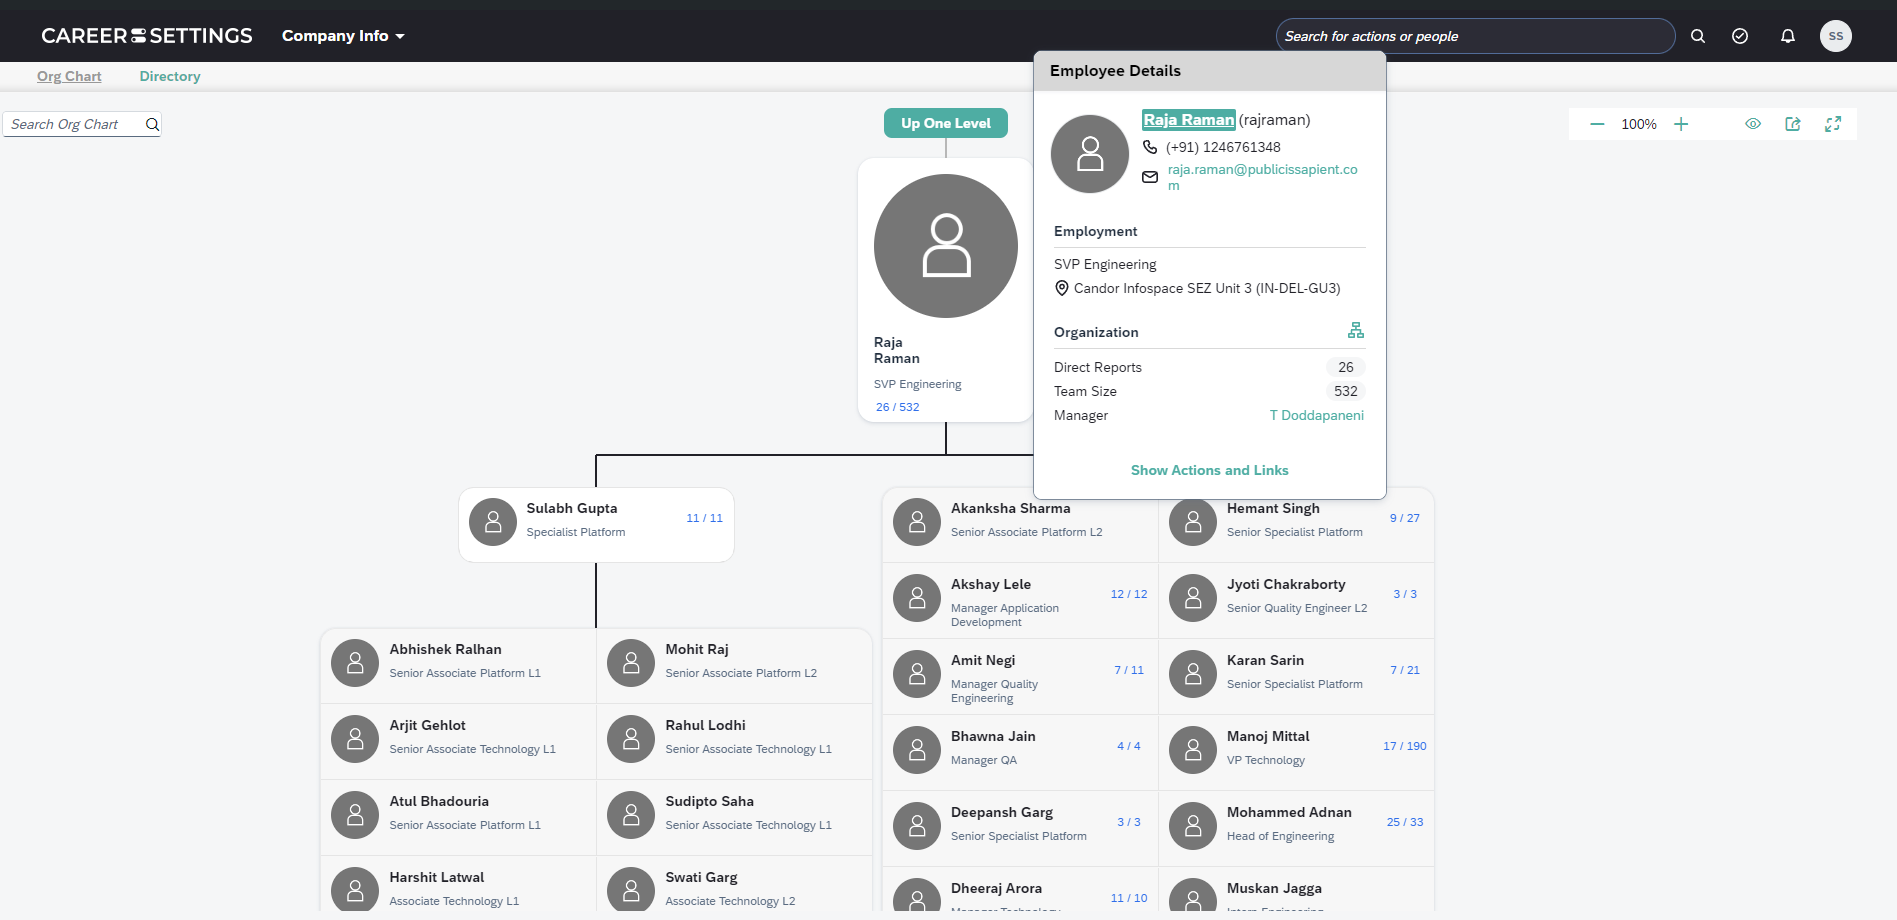 CAREER SETTINGS
Company Info
Search for actions or people
SS
Org Chart
Directory
Search Org Chart
Up One Level
100%
Raja
Raman
SVP Engineering
26 / 532
Employee Details
Raja Raman (rajraman)
(+91) 1246761348
raja.raman@publicissapient.co
m
Employment
SVP Engineering
Candor Infospace SEZ Unit 3 (IN-DEL-GU3)
Organization
Direct Reports 26
Team Size 532
Manager T Doddapaneni
Show Actions and Links
Sulabh Gupta
Specialist Platform
11 / 11
Abhishek Ralhan
Senior Associate Platform L1
Mohit Raj
Senior Associate Platform L2
Arjit Gehlot
Senior Associate Technology L1
Rahul Lodhi
Senior Associate Technology L1
Atul Bhadouria
Senior Associate Platform L1
Sudipto Saha
Senior Associate Technology L1
Harshit Latwal
Associate Technology L1
Swati Garg
Associate Technology L2
Akanksha Sharma
Senior Associate Platform L2
Hemant Singh
Senior Specialist Platform
9 / 27
Akshay Lele
Manager Application
Development
12 / 12
Jyoti Chakraborty
Senior Quality Engineer L2
3 / 3
Amit Negi
Manager Quality
Engineering
7 / 11
Karan Sarin
Senior Specialist Platform
7 / 21
Bhawna Jain
Manager QA
4 / 4
Manoj Mittal
VP Technology
17 / 190
Deepansh Garg
Senior Specialist Platform
3 / 3
Mohammed Adnan
Head of Engineering
25 / 33
Dheeraj Arora
Manager Technology
11 / 10
Muskan Jagga
Intern Engineering